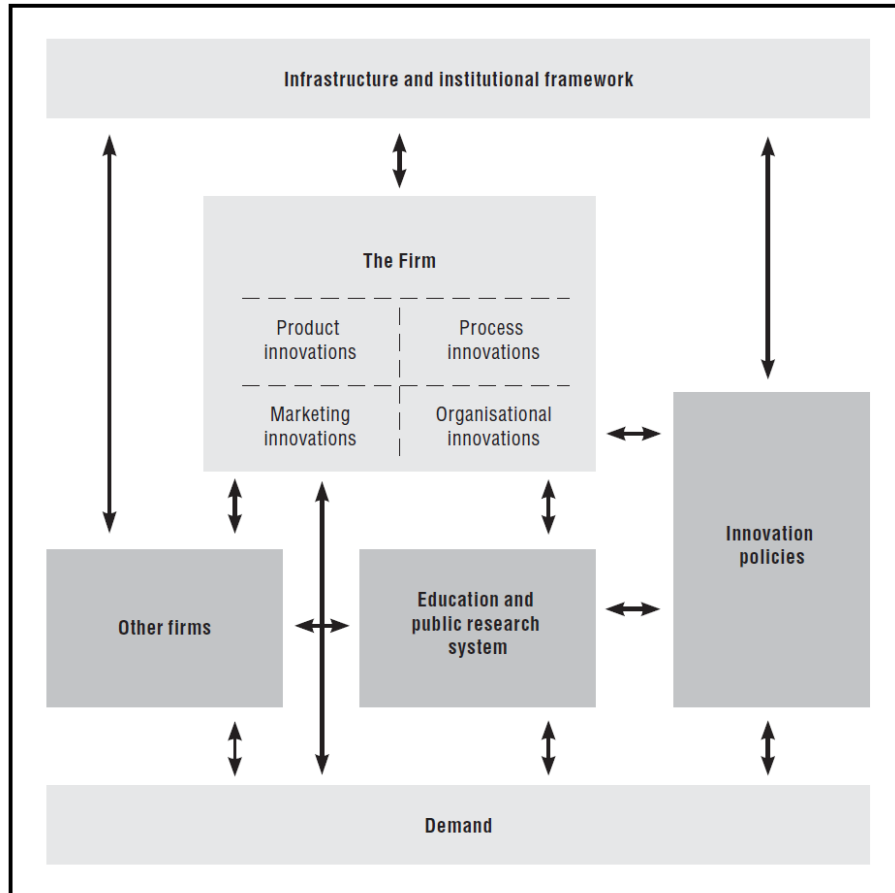 Infrastructure and institutional framework
The Firm
Product
innovations
Process
innovations
Marketing
innovations
Organisational
innovations
Innovation
policies
Other firms
Education and
public research
system
Demand